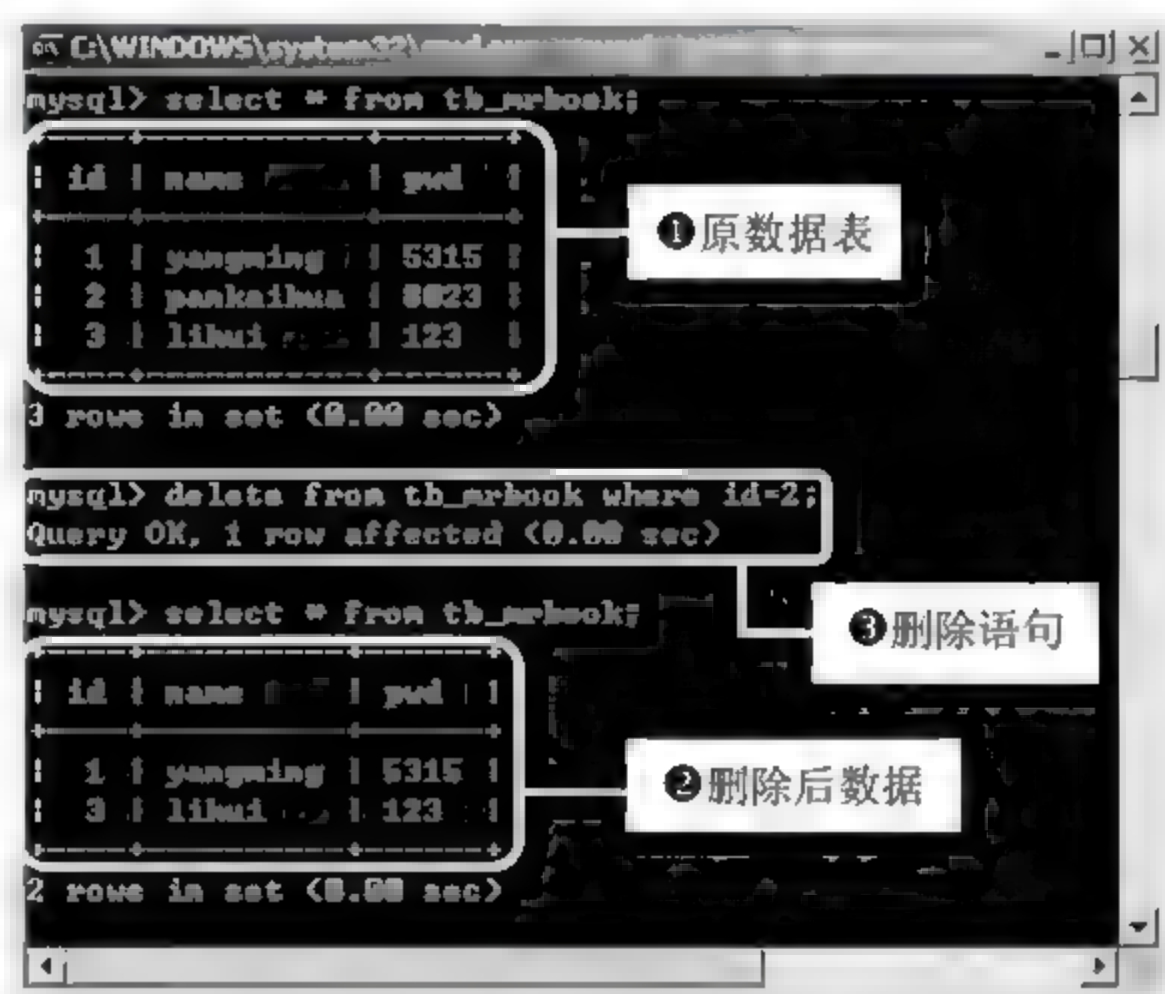 C:\WINDOWS\system32\
mysql> select * from tb_mrbook;
+------+-----------+------+
| id | name | pwd |
+------+-----------+------+
| 1 | yangming | 5315 |
| 2 | pankaihua | 8023 |
| 3 | lihui | 123 |
+------+-----------+------+
3 rows in set (0.00 sec)
❶原数据表
mysql> delete from tb_mrbook where id=2;
Query OK, 1 row affected (0.00 sec)
❸删除语句
mysql> select * from tb_mrbook;
+------+----------+------+
| id | name | pwd |
+------+----------+------+
| 1 | yangming | 5315 |
| 3 | lihui | 123 |
+------+----------+------+
2 rows in set (0.00 sec)
❷删除后数据